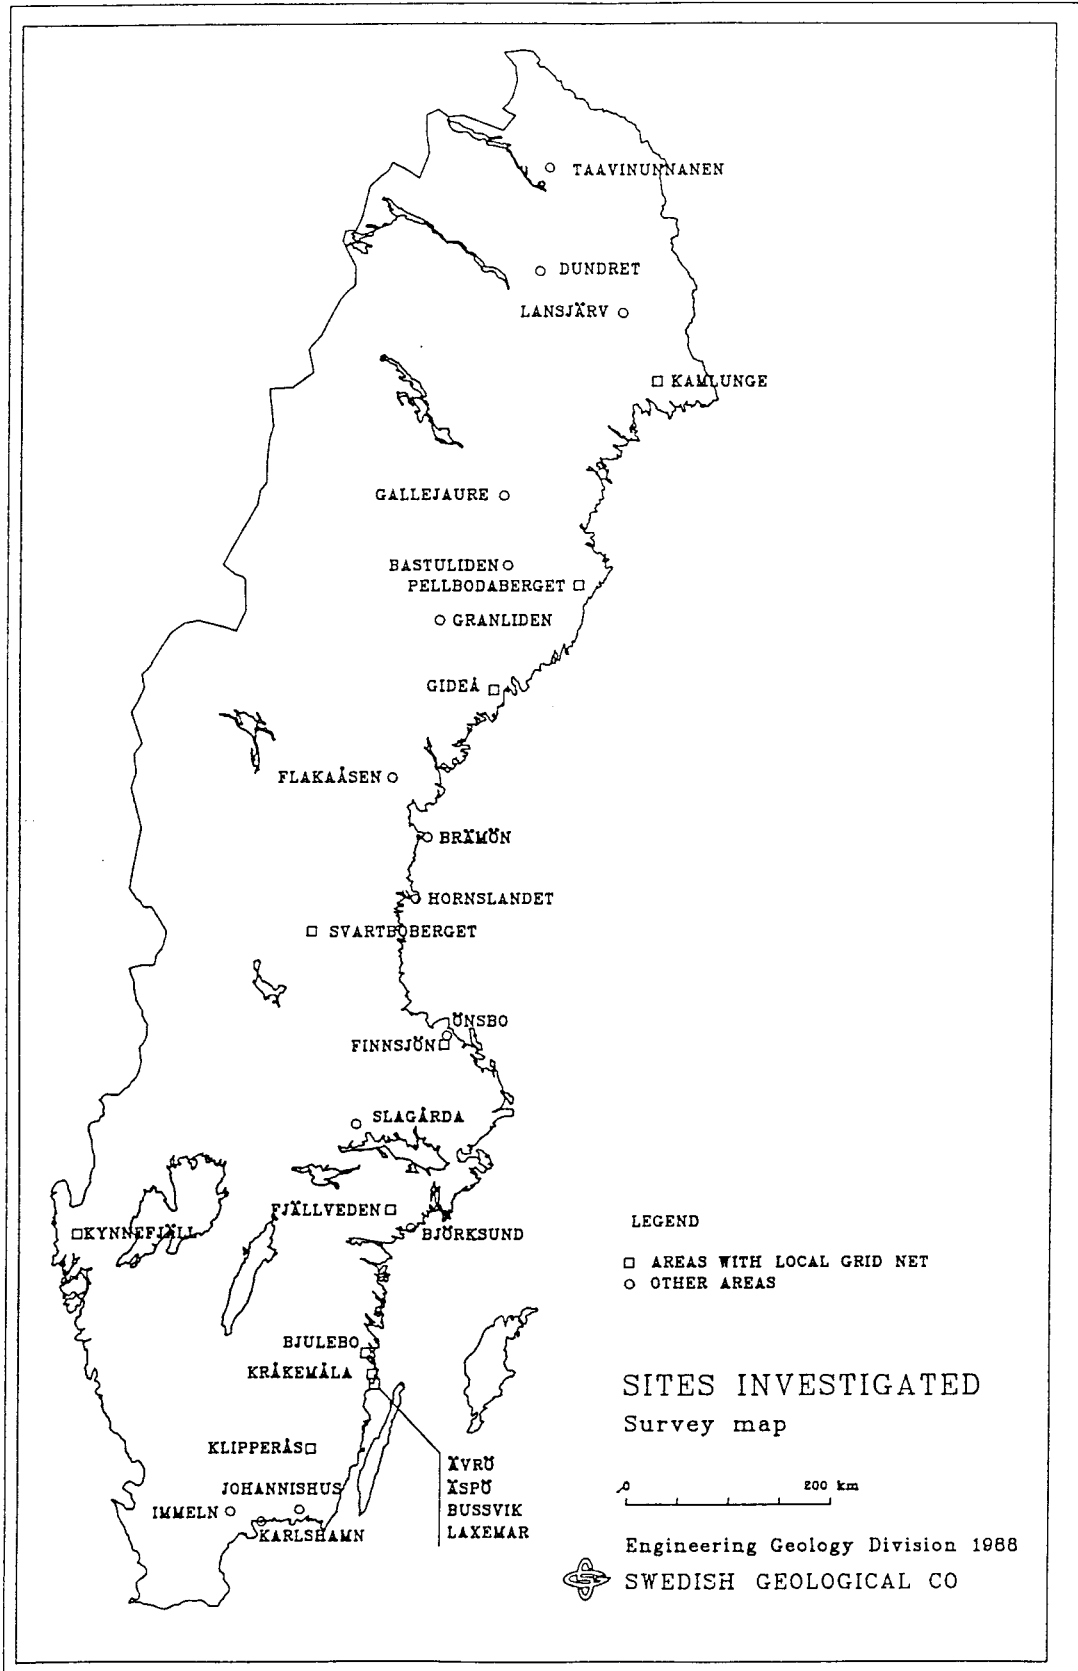 TAAVINUNNANEN
DUNDRET
LANSJÄRV
KAMLUNGE
GALLEJAURE
BASTULIDEN
PELLBODABERGET
GRANLIDEN
GIDEÅ
FLAKAÅSEN
BRÄMÖN
HORNSLANDET
SVARTBOBERGET
ÖNSBO
FINNSJÖN
SLAGÅRDA
FJÄLLVEDEN
KYNNEFJÄLL
BJÖRKSUND
LEGEND
AREAS WITH LOCAL GRID NET
OTHER AREAS
BJULEBO
KRÅKEMÅLA
SITES INVESTIGATED
Survey map
KLIPPERÅS
ÄVRÖ
ÄSPÖ
BUSSVIK
LAXEMAR
JOHANNISHUS
IMMELN
KARLSHAMN
0 200 km
Engineering Geology Division 1988
SWEDISH GEOLOGICAL CO